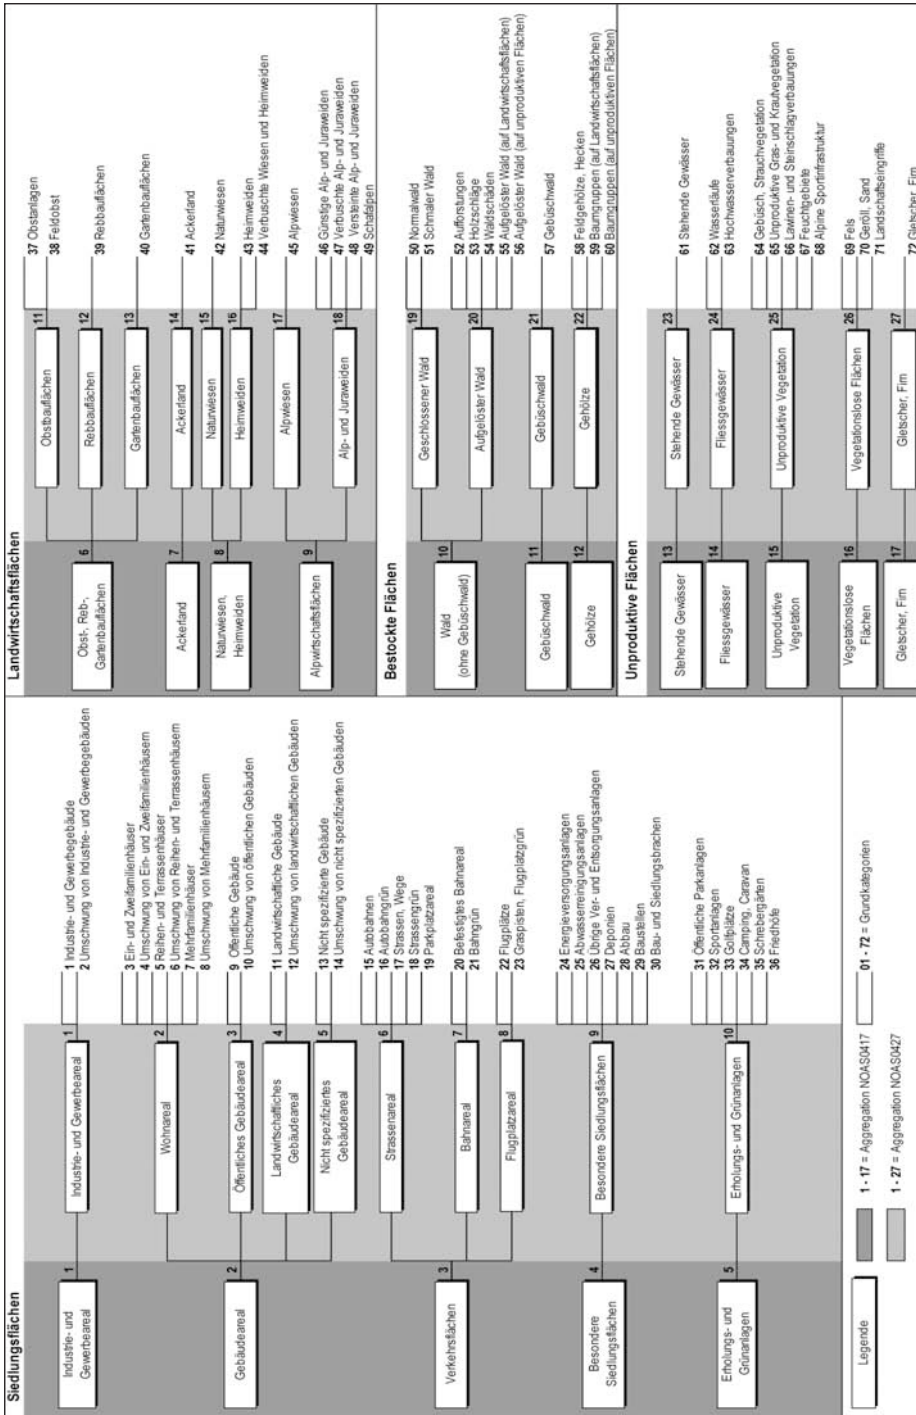 Siedlungsflächen
Industrie- und
Gewerbeareal
1
Industrie- und Gewerbeareal
1
1 Industrie- und Gewerbegebäude
2 Umschwung von Industrie- und Gewerbegebäuden
Gebäudeareal
2
Wohnareal
2
3 Ein- und Zweifamilienhäuser
4 Umschwung von Ein- und Zweifamilienhäusern
5 Reihen- und Terrassenhäuser
6 Umschwung von Reihen- und Terrassenhäusern
7 Mehrfamilienhäuser
8 Umschwung von Mehrfamilienhäusern
Öffentliches Gebäudeareal
3
9 Öffentliche Gebäude
10 Umschwung von öffentlichen Gebäuden
Landwirtschaftliches
Gebäudeareal
4
11 Landwirtschaftliche Gebäude
12 Umschwung von landwirtschaftlichen Gebäuden
Nicht spezifiziertes
Gebäudeareal
5
13 Nicht spezifizierte Gebäude
14 Umschwung von nicht spezifizierten Gebäuden
Verkehrsflächen
3
Strassenareal
6
15 Autobahnen
16 Autobahngrün
17 Strassen, Wege
18 Strassengrün
19 Parkplatzareal
Bahnareal
7
20 Befestigtes Bahnareal
21 Bahngrün
Flugplatzareal
8
22 Flugplätze
23 Graspisten, Flugplatzgrün
Besondere
Siedlungsflächen
4
Besondere Siedlungsflächen
9
24 Energieversorgungsanlagen
25 Abwasserreinigungsanlagen
26 Übrige Ver- und Entsorgungsanlagen
27 Deponien
28 Abbau
29 Baustellen
30 Bau- und Siedlungsbrachen
Erholungs- und
Grünanlagen
5
Erholungs- und Grünanlagen
10
31 Öffentliche Parkanlagen
32 Sportanlagen
33 Golfplätze
34 Camping, Caravan
35 Schrebergärten
36 Friedhöfe
Legende
1 - 17 = Aggregation NOAS0417
1 - 27 = Aggregation NOAS0427
01 - 72 = Grundkategorien
Landwirtschaftsflächen
Obst-, Reb-,
Gartenbauflächen
6
Obstbauflächen
11
37 Obstanlagen
38 Feldobst
Rebbauflächen
12
39 Rebbauflächen
Gartenbauflächen
13
40 Gartenbauflächen
Ackerland
7
Ackerland
14
41 Ackerland
Naturwiesen,
Heimweiden
8
Naturwiesen
15
42 Naturwiesen
Heimweiden
16
43 Heimweiden
44 Verbuschte Wiesen und Heimweiden
Alpwirtschaftsflächen
9
Alpwiesen
17
45 Alpwiesen
Alp- und Juraweiden
18
46 Günstige Alp- und Juraweiden
47 Verbuschte Alp- und Juraweiden
48 Versteinte Alp- und Juraweiden
49 Schafalpen
Bestockte Flächen
Wald
(ohne Gebüschwald)
10
Geschlossener Wald
19
50 Normalwald
51 Schmaler Wald
Aufgelöster Wald
20
52 Aufforstungen
53 Holzschläge
54 Waldschäden
55 Aufgelöster Wald (auf Landwirtschaftsflächen)
56 Aufgelöster Wald (auf unproduktiven Flächen)
Gebüschwald
11
Gebüschwald
21
57 Gebüschwald
Gehölze
12
Gehölze
22
58 Feldgehölze, Hecken
59 Baumgruppen (auf Landwirtschaftsflächen)
60 Baumgruppen (auf unproduktiven Flächen)
Unproduktive Flächen
Stehende Gewässer
13
Stehende Gewässer
23
61 Stehende Gewässer
Fliessgewässer
14
Fliessgewässer
24
62 Wasserläufe
63 Hochwasserverbauungen
Unproduktive
Vegetation
15
Unproduktive Vegetation
25
64 Gebüsch, Strauchvegetation
65 Unproduktive Gras- und Krautvegetation
66 Lawinen- und Steinschlagverbauungen
67 Feuchtgebiete
68 Alpine Sportinfrastruktur
Vegetationslose
Flächen
16
Vegetationslose Flächen
26
69 Fels
70 Geröll, Sand
71 Landschaftseingriffe
Gletscher, Firn
17
Gletscher, Firn
27
72 Gletscher, Firn